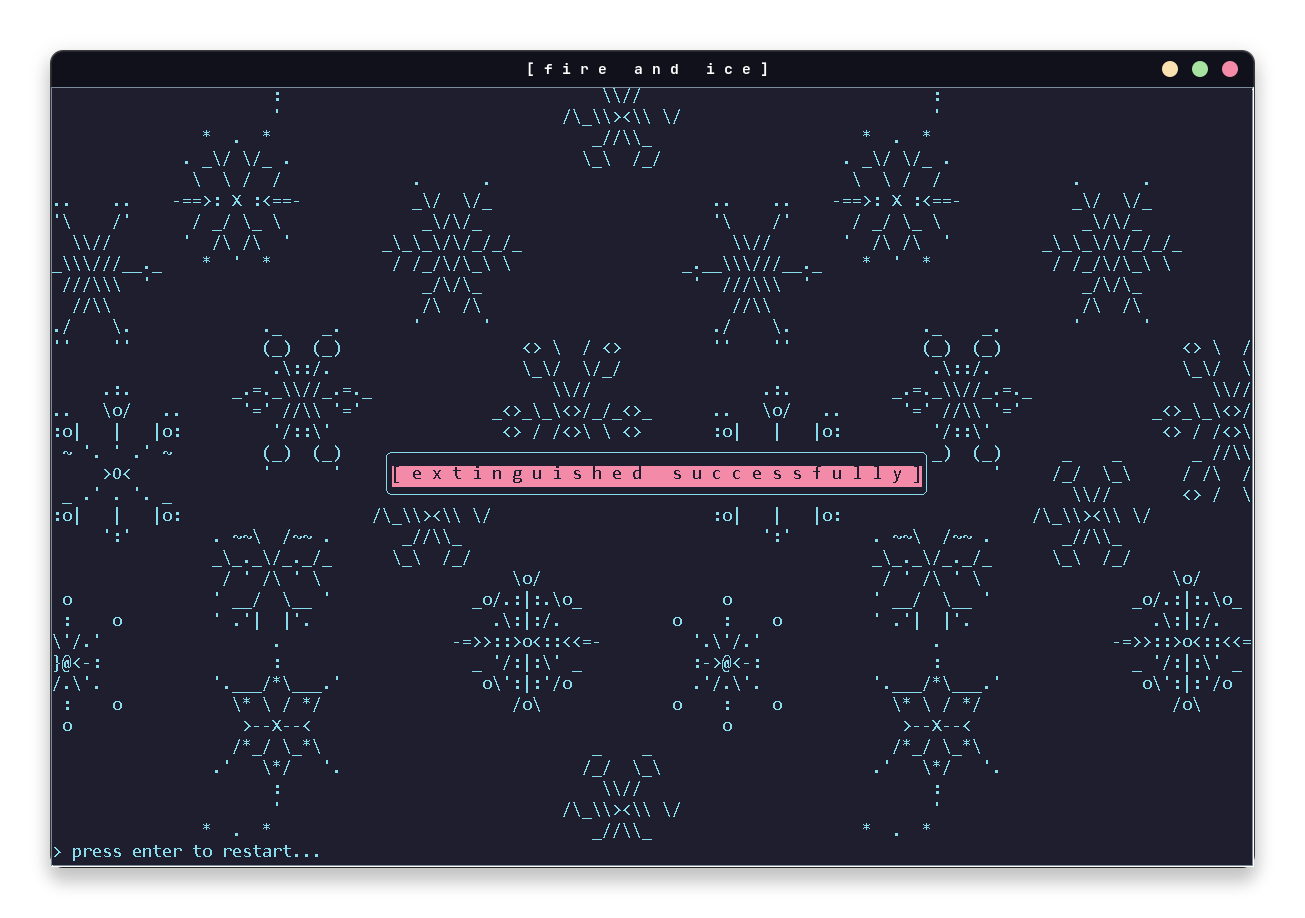 [fire and ice]
[extinguished successfully]
> press enter to restart...